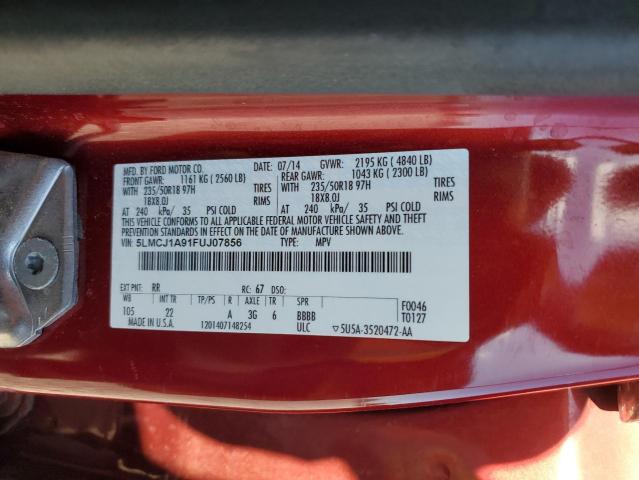 MFD. BY FORD MOTOR CO. DATE: 07/14 GVWR: 2195 KG ( 4840 LB)
FRONT GAWR: 1161 KG ( 2560 LB) REAR GAWR: 1043 KG ( 2300 LB)
WITH 235/50R18 97H TIRES WITH 235/50R18 97H TIRES
18X8.0J RIMS 18X8.0J RIMS
AT 240 kPa/ 35 PSI COLD AT 240 kPa/ 35 PSI COLD
THIS VEHICLE CONFORMS TO ALL APPLICABLE FEDERAL MOTOR VEHICLE SAFETY AND THEFT
PREVENTION STANDARDS IN EFFECT ON THE DATE OF MANUFACTURE SHOWN ABOVE.
VIN: 5LMCJ1A91FUJ07856 TYPE: MPV
EXT PNT: RR RC: 67 DSO:
WB INT TR TP/PS R AXLE TR SPR F0046
105 22 A 3G 6 BBBB T0127
MADE IN U.S.A. 1201407148254 ULC ▽5U5A-3520472-AA